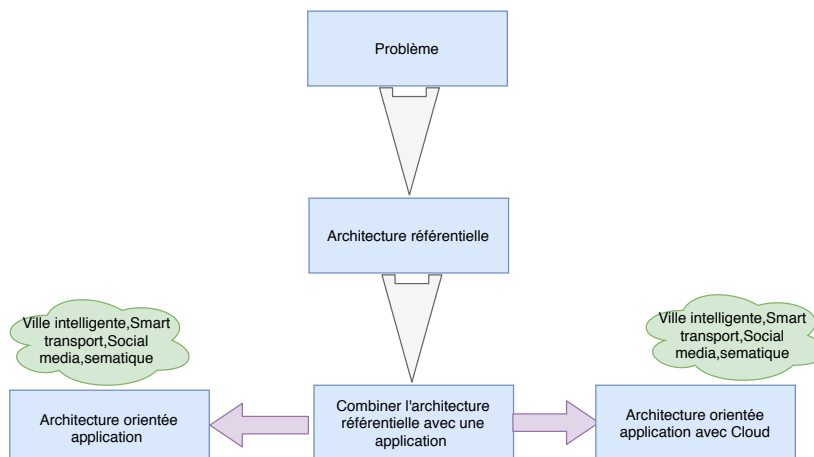 Problème
Architecture référentielle
Ville intelligente,Smart
transport,Social
media,sematique
Ville intelligente,Smart
transport,Social
media,sematique
Architecture orientée
application
Combiner l'architecture
référentielle avec une
application
Architecture orientée
application avec Cloud